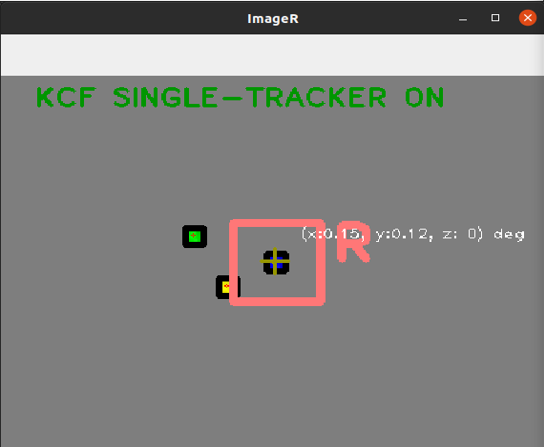 ImageR
KCF SINGLE-TRACKER ON
(x:0.15, y:0.12, z: 0) deg
R